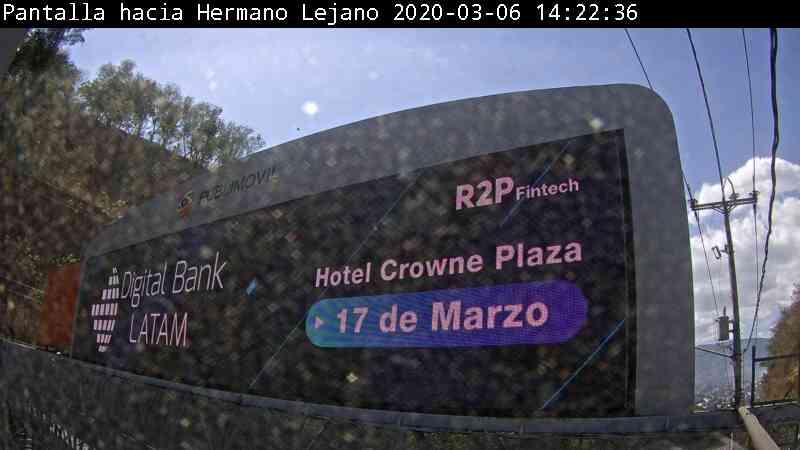 Pantalla hacia Hermano Lejano 2020-03-06 14:22:36
PUBLIMOVIL
R2P Fintech
Digital Bank
LATAM
Hotel Crowne Plaza
17 de Marzo